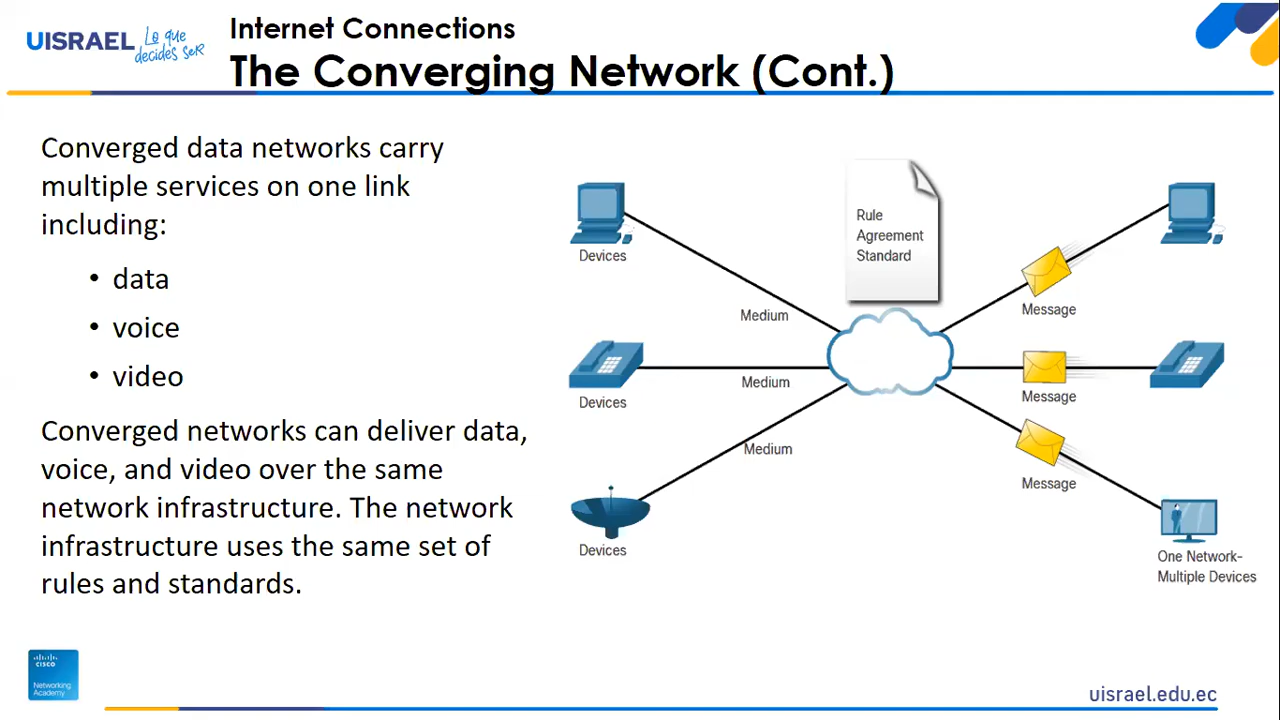 UISRAEL Lo que
decides seR
Internet Connections
The Converging Network (Cont.)
Converged data networks carry
multiple services on one link
including:
• data
• voice
• video
Converged networks can deliver data,
voice, and video over the same
network infrastructure. The network
infrastructure uses the same set of
rules and standards.
Rule
Agreement
Standard
Devices
Medium
Message
Devices
Medium
Message
Devices
Medium
Message
One Network-
Multiple Devices
cisco
Networking
Academy
uisrael.edu.ec